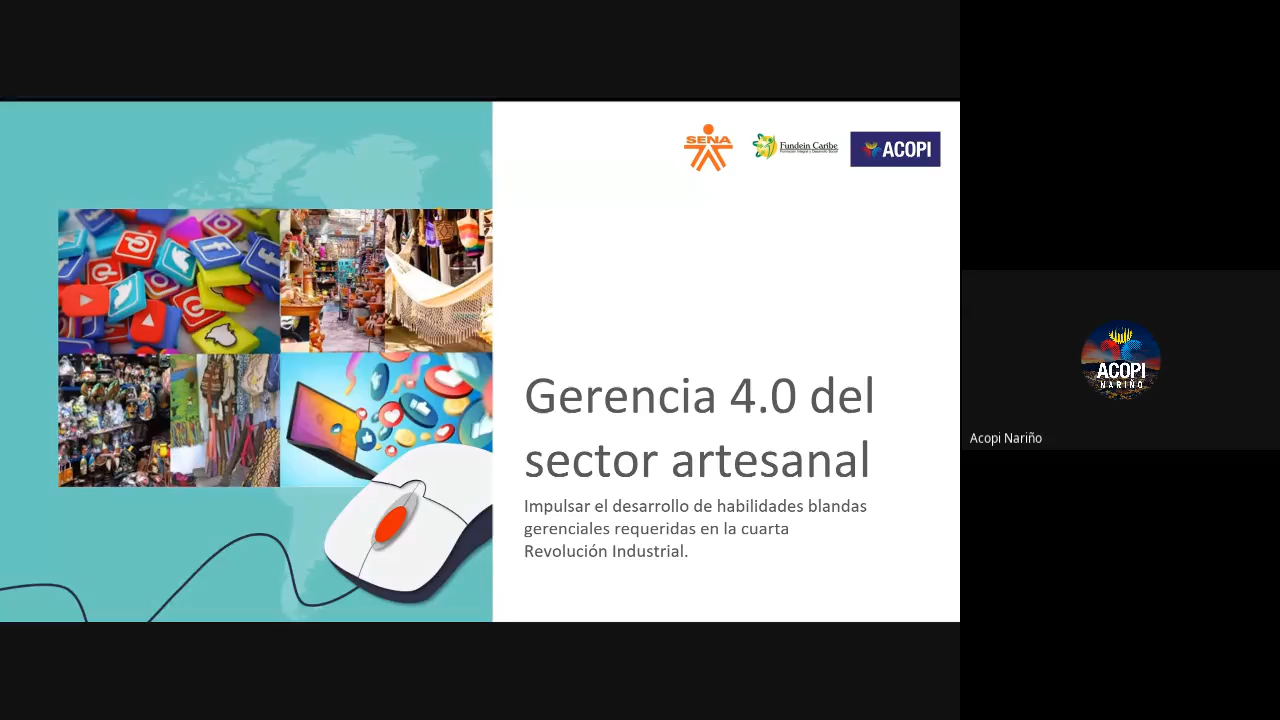 SENA
Fundein Caribe
ACOPI
Gerencia 4.0 del
sector artesanal
Impulsar el desarrollo de habilidades blandas
gerenciales requeridas en la cuarta
Revolución Industrial.
ACOPI
NARIÑO
Acopi Nariño